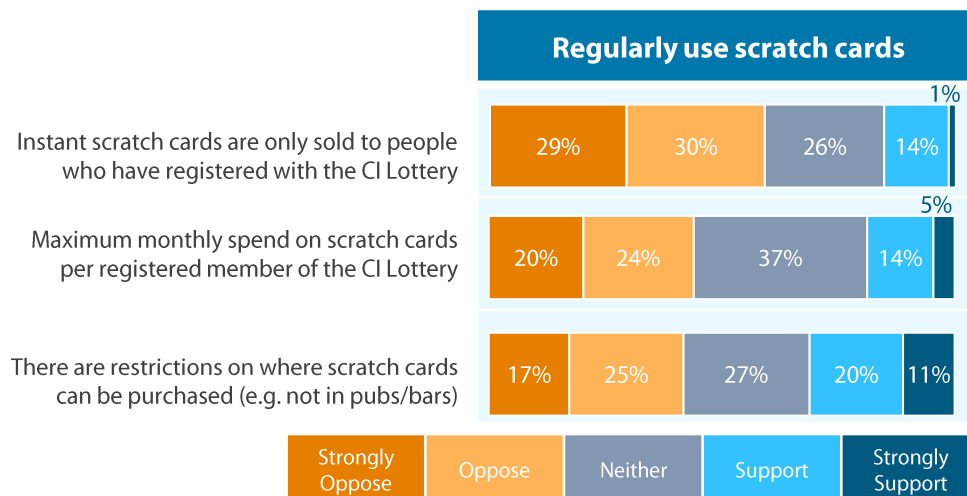 Regularly use scratch cards
1%
Instant scratch cards are only sold to people
who have registered with the CI Lottery
29% 30% 26% 14%
5%
Maximum monthly spend on scratch cards
per registered member of the CI Lottery
20% 24% 37% 14%
There are restrictions on where scratch cards
can be purchased (e.g. not in pubs/bars)
17% 25% 27% 20% 11%
Strongly
Oppose
Oppose
Neither
Support
Strongly
Support